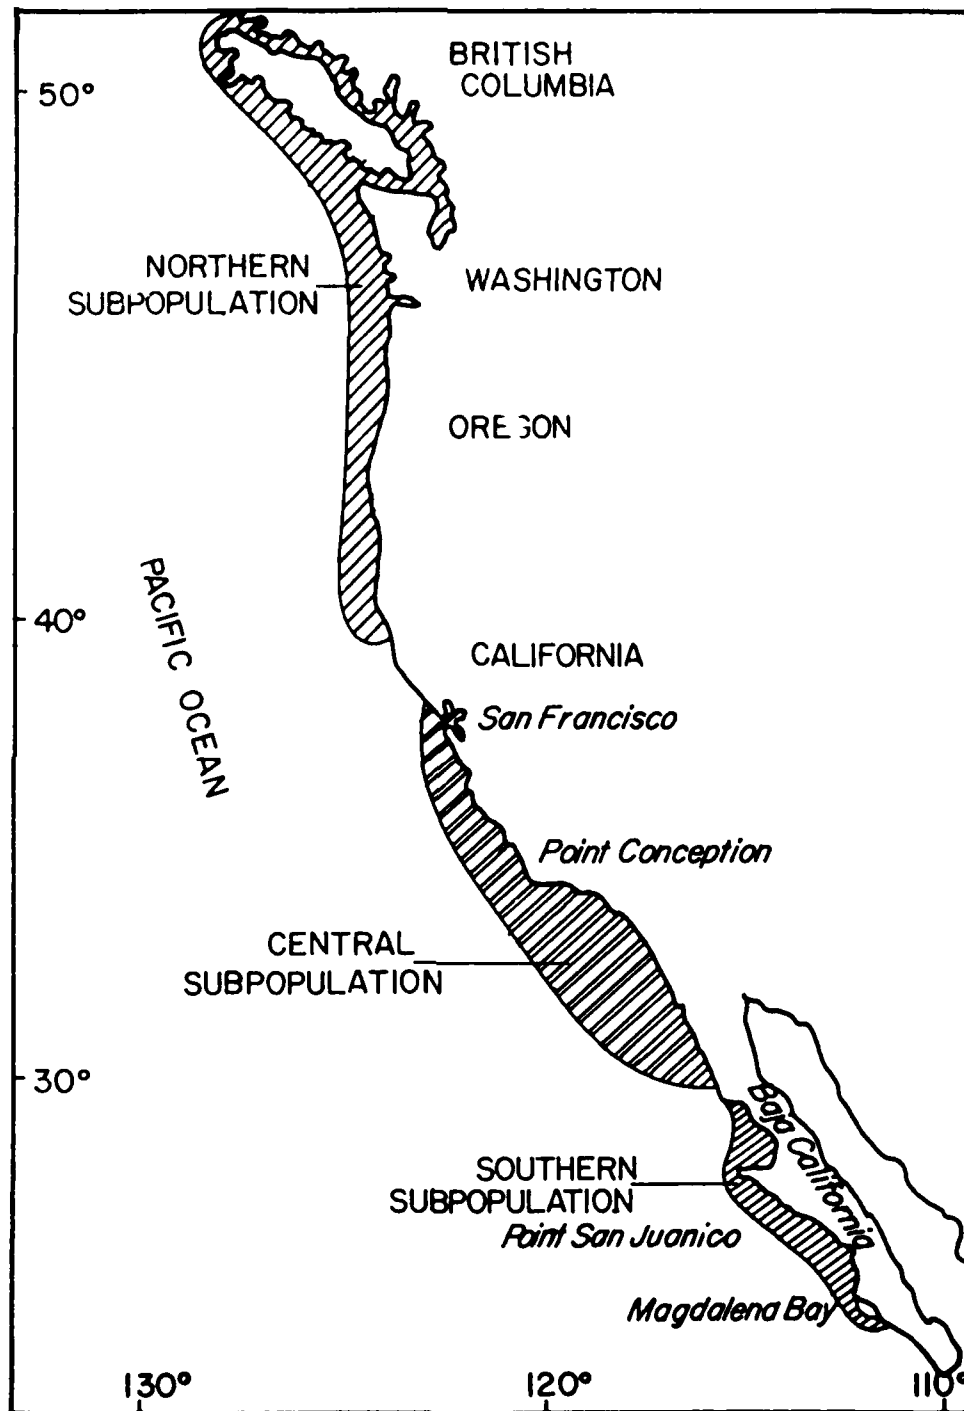 BRITISH
COLUMBIA
50°
NORTHERN
SUBPOPULATION
WASHINGTON
OREGON
PACIFIC OCEAN
40°
CALIFORNIA
San Francisco
Point Conception
CENTRAL
SUBPOPULATION
30°
Baja California
SOUTHERN
SUBPOPULATION
Point San Juanico
Magdalena Bay
130°
120°
110°